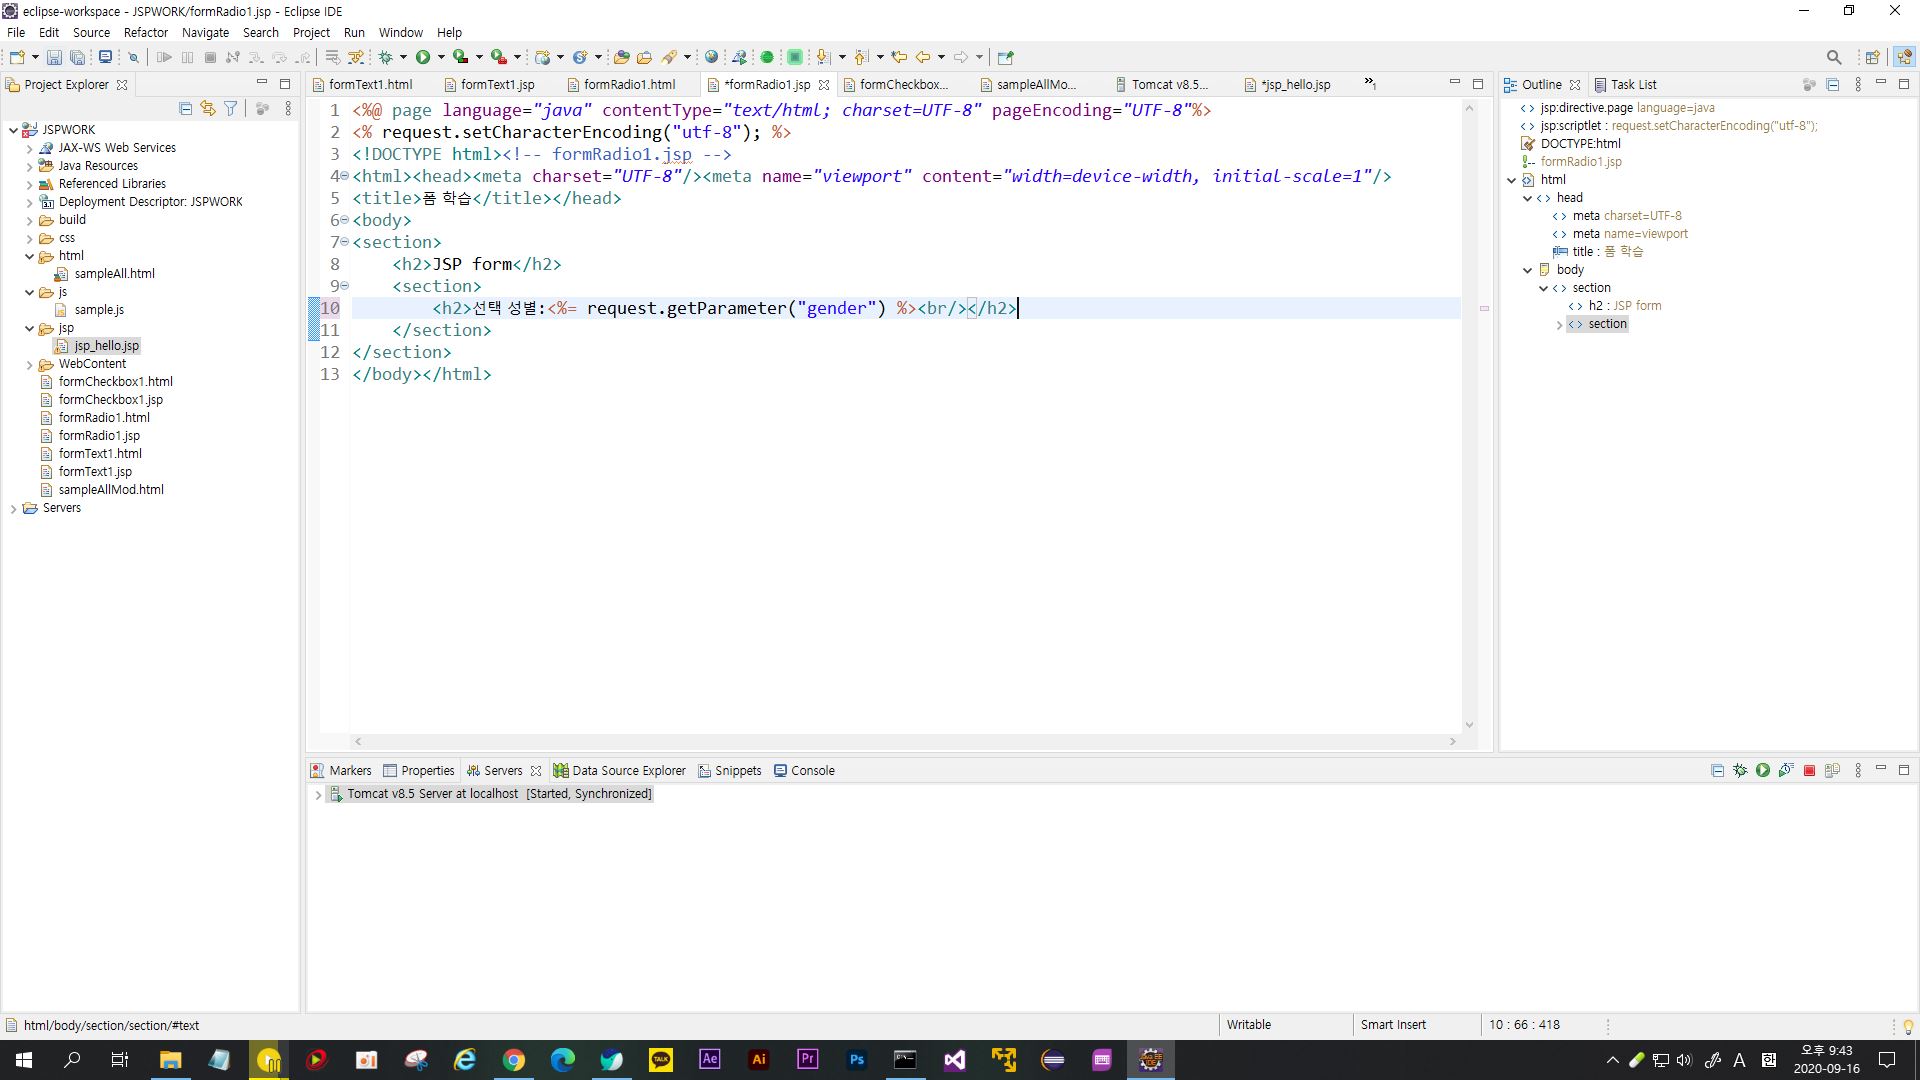 eclipse-workspace - JSPWORK/formRadio1.jsp - Eclipse IDE
File Edit Source Refactor Navigate Search Project Run Window Help
Project Explorer
JSPWORK
JAX-WS Web Services
Java Resources
Referenced Libraries
Deployment Descriptor: JSPWORK
build
css
html
sampleAll.html
js
sample.js
jsp
jsp_hello.jsp
WebContent
formCheckbox1.html
formCheckbox1.jsp
formRadio1.html
formRadio1.jsp
formText1.html
formText1.jsp
sampleAllMod.html
Servers
formText1.html formText1.jsp formRadio1.html *formRadio1.jsp formCheckbox... sampleAllMo... Tomcat v8.5... *jsp_hello.jsp »1
1 <%@ page language="java" contentType="text/html; charset=UTF-8" pageEncoding="UTF-8"%>
2 <% request.setCharacterEncoding("utf-8"); %>
3 <!DOCTYPE html><!-- formRadio1.jsp -->
4 <html><head><meta charset="UTF-8"/><meta name="viewport" content="width=device-width, initial-scale=1"/>
5 <title>폼 학습</title></head>
6 <body>
7 <section>
8 <h2>JSP form</h2>
9 <section>
10 <h2>선택 성별:<%= request.getParameter("gender") %><br/></h2>
11 </section>
12 </section>
13 </body></html>
Outline Task List
jsp:directive.page language=java
jsp:scriptlet : request.setCharacterEncoding("utf-8");
DOCTYPE:html
formRadio1.jsp
html
head
meta charset=UTF-8
meta name=viewport
title : 폼 학습
body
section
h2 : JSP form
section
Markers Properties Servers Data Source Explorer Snippets Console
Tomcat v8.5 Server at localhost [Started, Synchronized]
html/body/section/section/#text Writable Smart Insert 10 : 66 : 418
TALK Ae Ai Pr Ps A 한 오후 9:43
2020-09-16